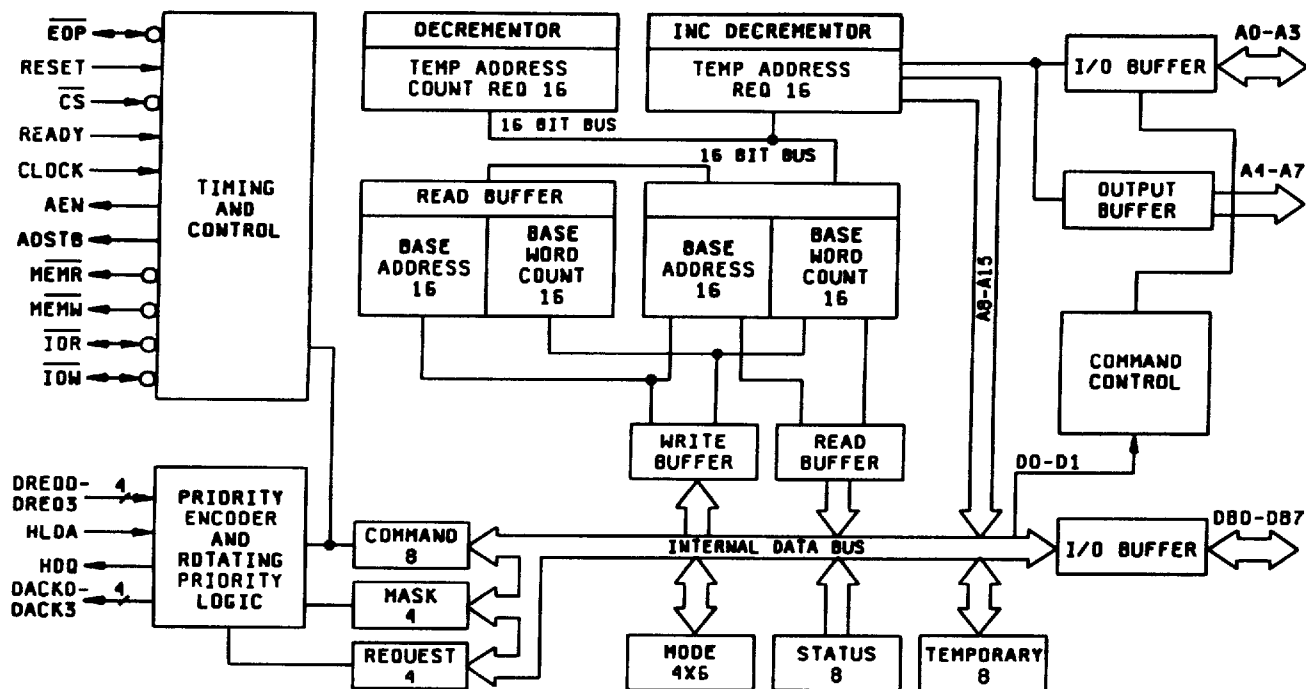 EOP
RESET
CS
READY
CLOCK
AEN
ADSTB
MEMR
MEMW
IOR
IOW
TIMING
AND
CONTROL
DECREMENTOR
TEMP ADDRESS
COUNT REQ 16
INC DECREMENTOR
TEMP ADDRESS
REQ 16
16 BIT BUS
16 BIT BUS
READ BUFFER
BASE
ADDRESS
16
BASE
WORD
COUNT
16
BASE
ADDRESS
16
BASE
WORD
COUNT
16
A8-A15
I/O BUFFER
A0-A3
OUTPUT
BUFFER
A4-A7
COMMAND
CONTROL
WRITE
BUFFER
READ
BUFFER
D0-D1
DREQ0-
DREQ3
4
HLDA
HDQ
DACK0-
DACK3
4
PRIORITY
ENCODER
AND
ROTATING
PRIORITY
LOGIC
COMMAND
8
MASK
4
REQUEST
4
INTERNAL DATA BUS
I/O BUFFER
DB0-DB7
MODE
4X6
STATUS
8
TEMPORARY
8